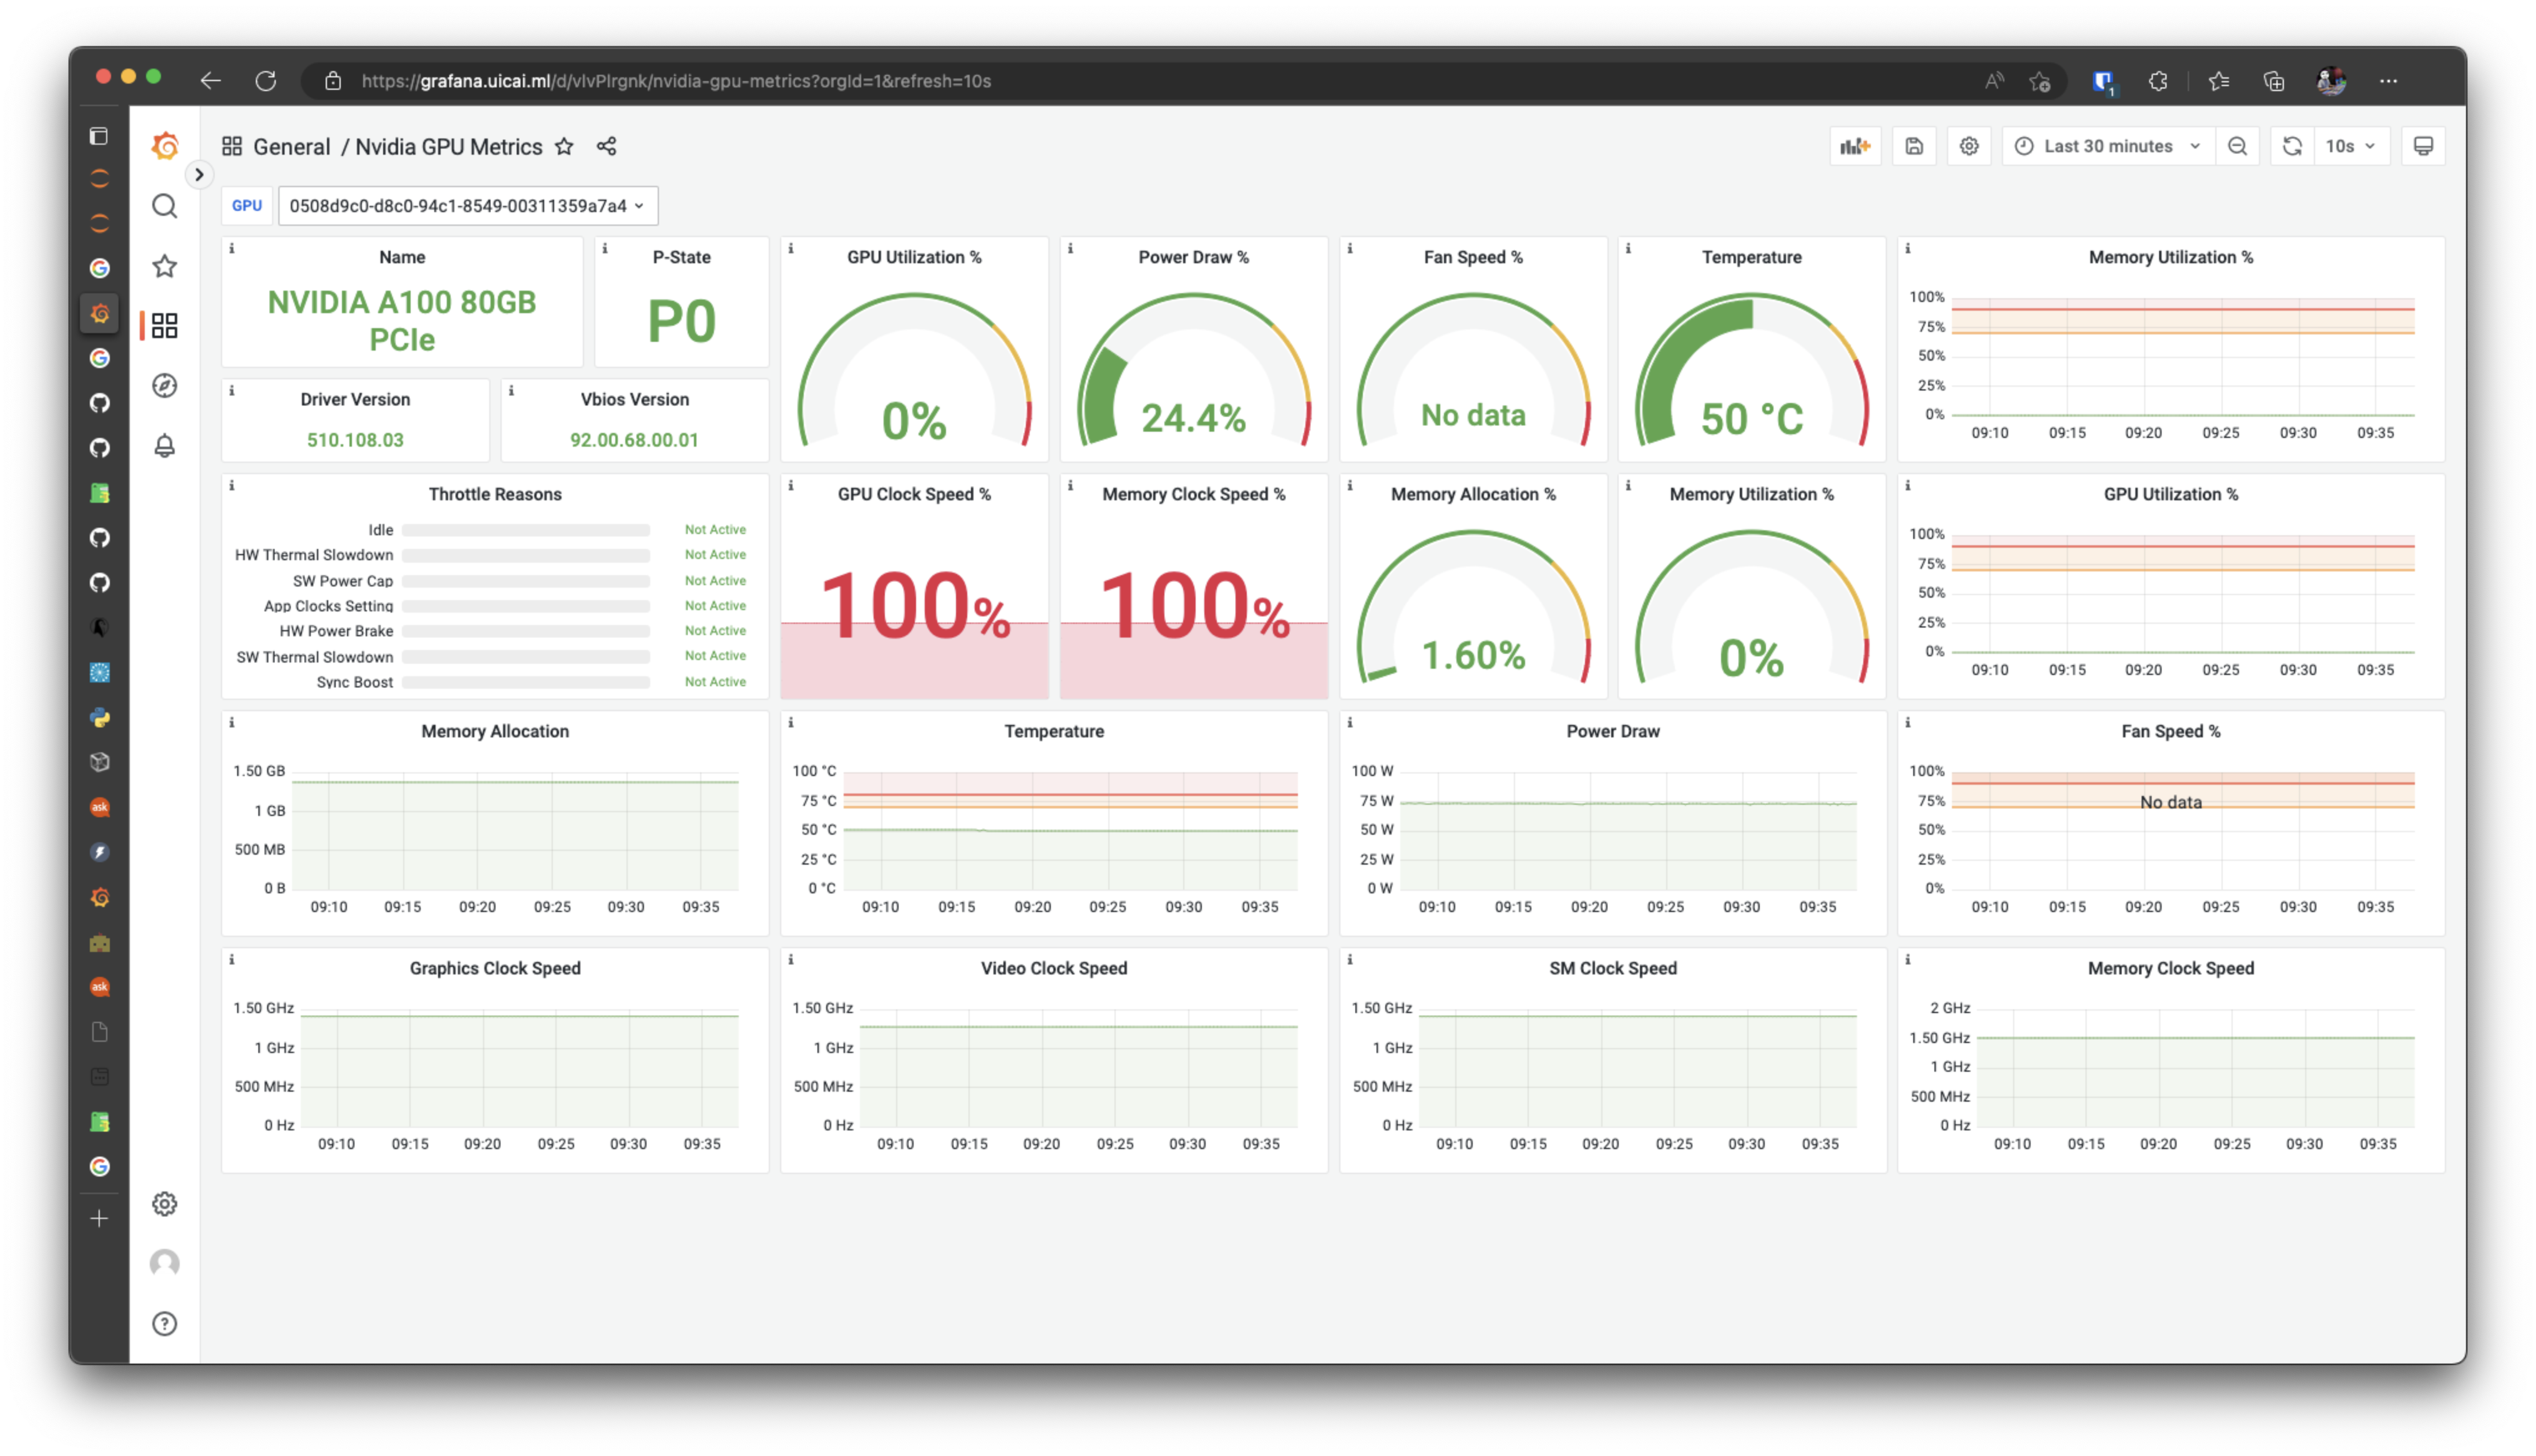 https://grafana.uicai.ml/d/vlvPlrgnk/nvidia-gpu-metrics?orgId=1&refresh=10s
General / Nvidia GPU Metrics
Last 30 minutes
10s
GPU
0508d9c0-d8c0-94c1-8549-00311359a7a4
Name
NVIDIA A100 80GB
PCIe
P-State
P0
Driver Version
510.108.03
Vbios Version
92.00.68.00.01
GPU Utilization %
0%
Power Draw %
24.4%
Fan Speed %
No data
Temperature
50 °C
Memory Utilization %
100%
75%
50%
25%
0%
09:10 09:15 09:20 09:25 09:30 09:35
Throttle Reasons
Idle Not Active
HW Thermal Slowdown Not Active
SW Power Cap Not Active
App Clocks Setting Not Active
HW Power Brake Not Active
SW Thermal Slowdown Not Active
Sync Boost Not Active
GPU Clock Speed %
100%
Memory Clock Speed %
100%
Memory Allocation %
1.60%
Memory Utilization %
0%
GPU Utilization %
100%
75%
50%
25%
0%
09:10 09:15 09:20 09:25 09:30 09:35
Memory Allocation
1.50 GB
1 GB
500 MB
0 B
09:10 09:15 09:20 09:25 09:30 09:35
Temperature
100 °C
75 °C
50 °C
25 °C
0 °C
09:10 09:15 09:20 09:25 09:30 09:35
Power Draw
100 W
75 W
50 W
25 W
0 W
09:10 09:15 09:20 09:25 09:30 09:35
Fan Speed %
100%
75%
No data
50%
25%
0%
09:10 09:15 09:20 09:25 09:30 09:35
Graphics Clock Speed
1.50 GHz
1 GHz
500 MHz
0 Hz
09:10 09:15 09:20 09:25 09:30 09:35
Video Clock Speed
1.50 GHz
1 GHz
500 MHz
0 Hz
09:10 09:15 09:20 09:25 09:30 09:35
SM Clock Speed
1.50 GHz
1 GHz
500 MHz
0 Hz
09:10 09:15 09:20 09:25 09:30 09:35
Memory Clock Speed
2 GHz
1.50 GHz
1 GHz
500 MHz
0 Hz
09:10 09:15 09:20 09:25 09:30 09:35
ask
ask
1